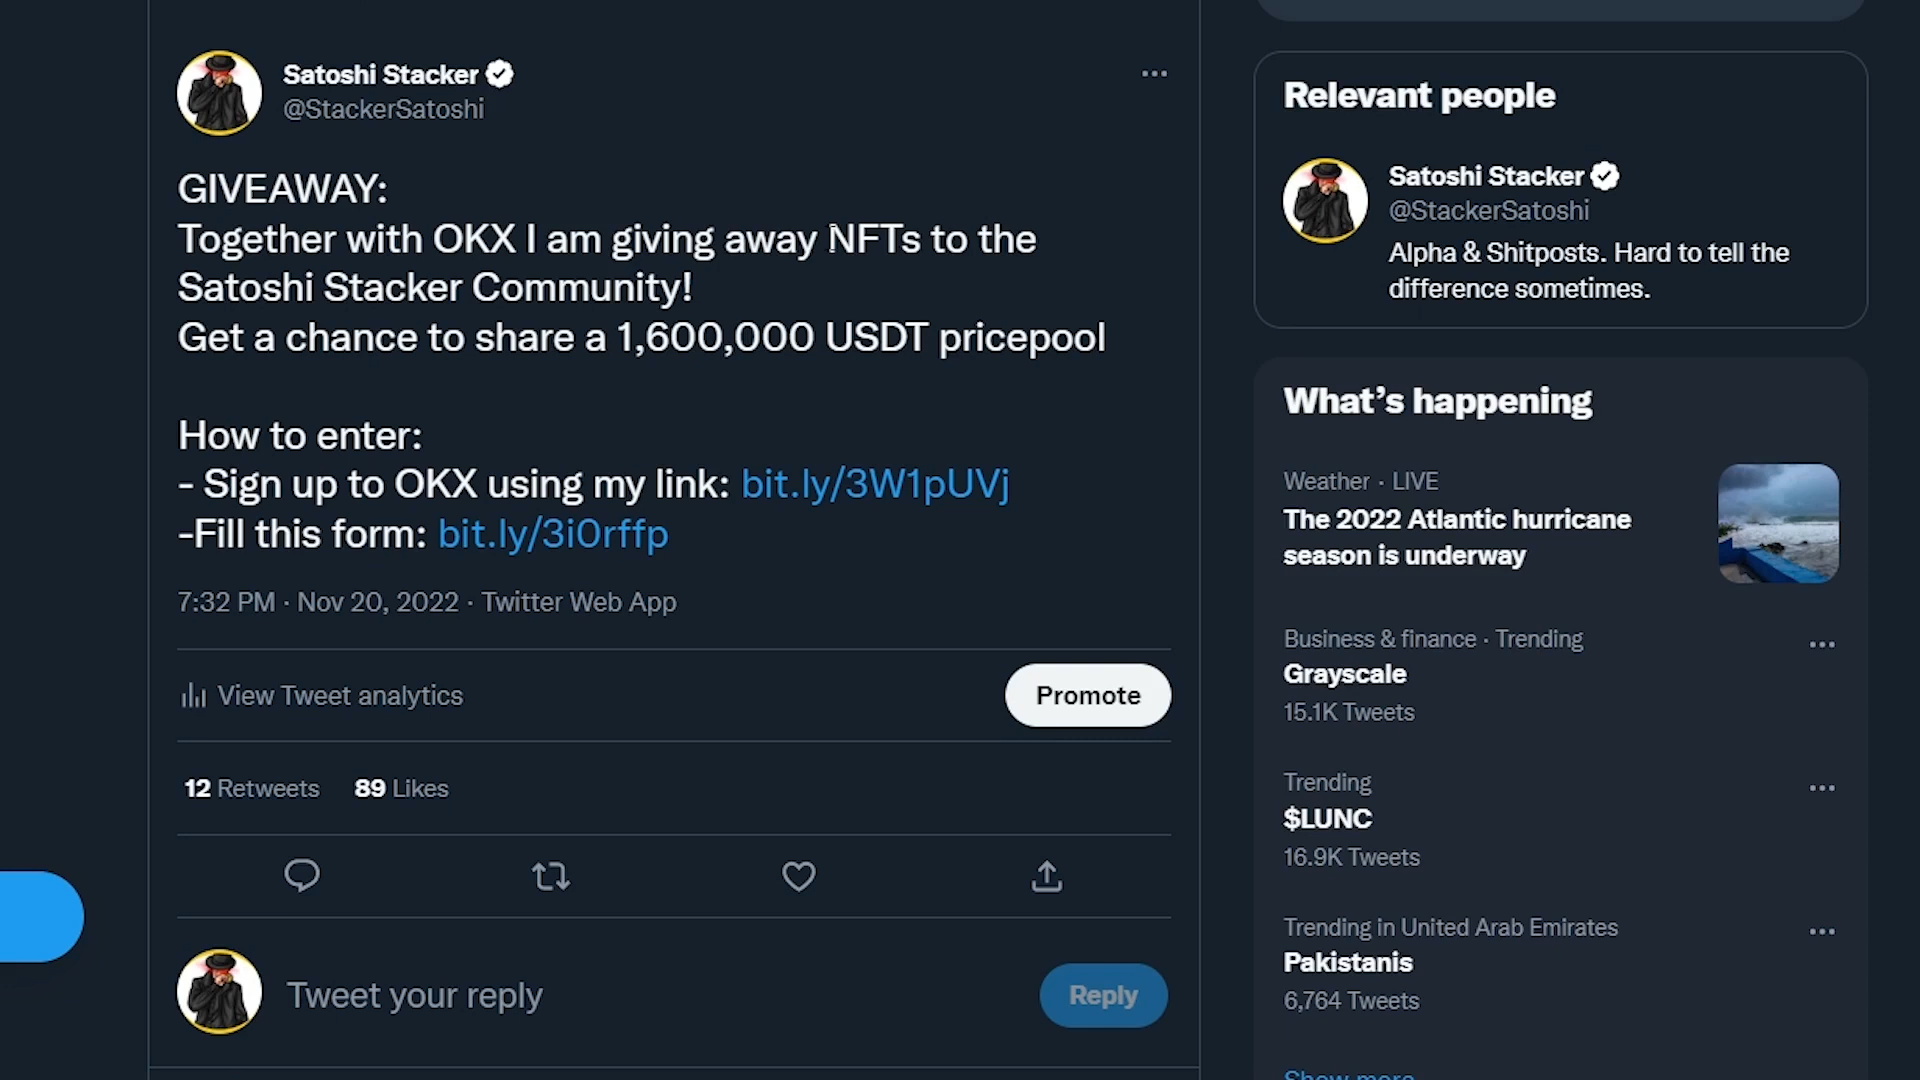 Satoshi Stacker
@StackerSatoshi
GIVEAWAY:
Together with OKX I am giving away NFTs to the
Satoshi Stacker Community!
Get a chance to share a 1,600,000 USDT pricepool
How to enter:
- Sign up to OKX using my link: bit.ly/3W1pUVj
-Fill this form: bit.ly/3i0rffp
7:32 PM · Nov 20, 2022 · Twitter Web App
View Tweet analytics
Promote
12 Retweets 89 Likes
Tweet your reply
Reply
Relevant people
Satoshi Stacker
@StackerSatoshi
Alpha & Shitposts. Hard to tell the
difference sometimes.
What's happening
Weather · LIVE
The 2022 Atlantic hurricane
season is underway
Business & finance · Trending
Grayscale
15.1K Tweets
Trending
$LUNC
16.9K Tweets
Trending in United Arab Emirates
Pakistanis
6,764 Tweets
Show more